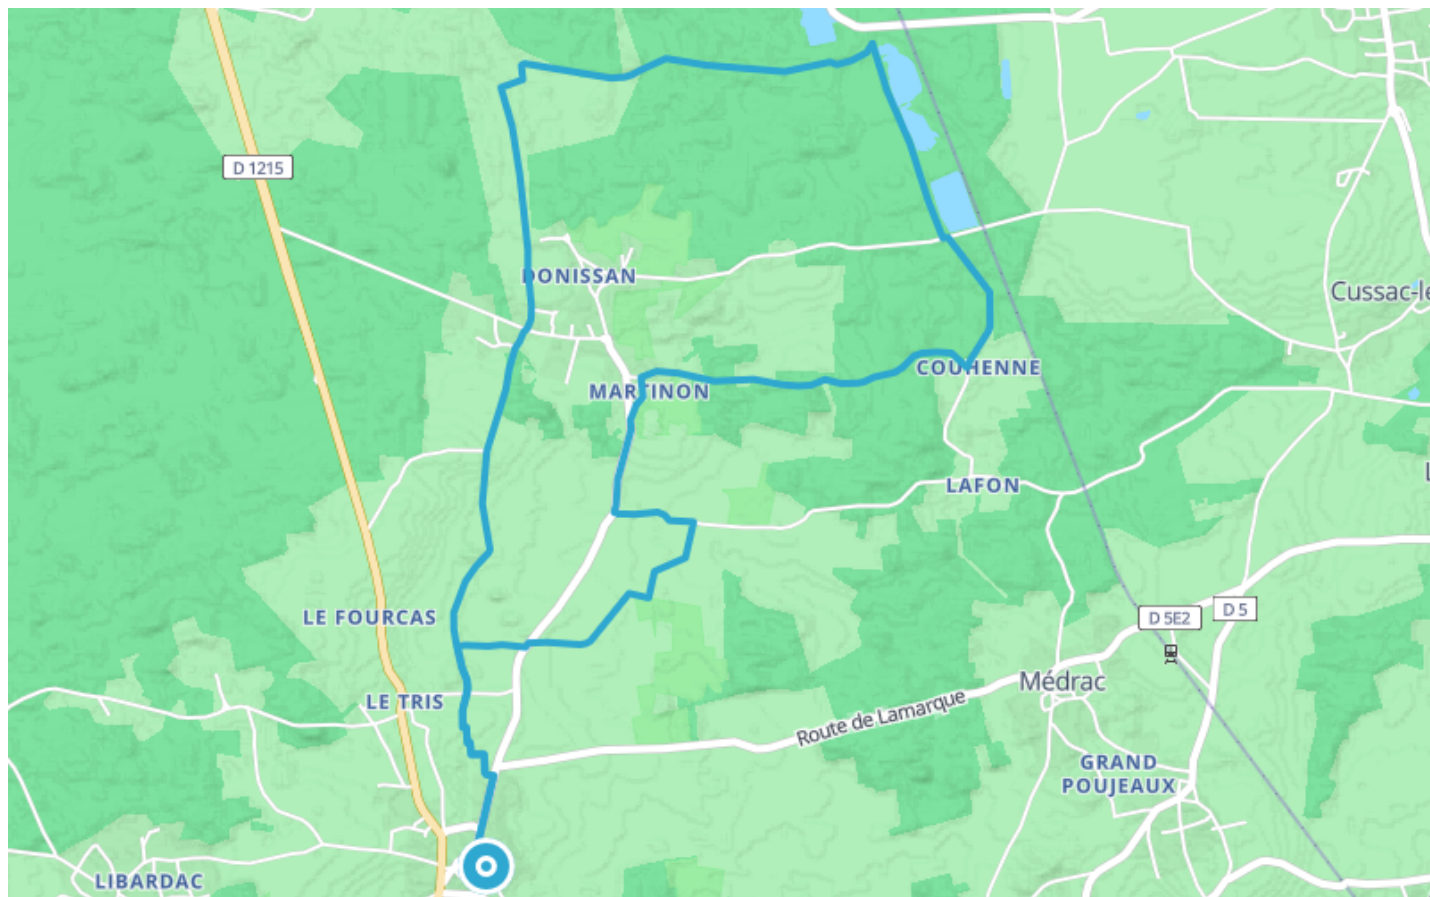 D 1215
DONISSAN
Cussac-le
MARTINON
COUHENNE
LAFON
L
LE FOURCAS
D 5E2
D 5
Médrac
LE TRIS
Route de Lamarque
GRAND
POUJEAUX
LIBARDAC